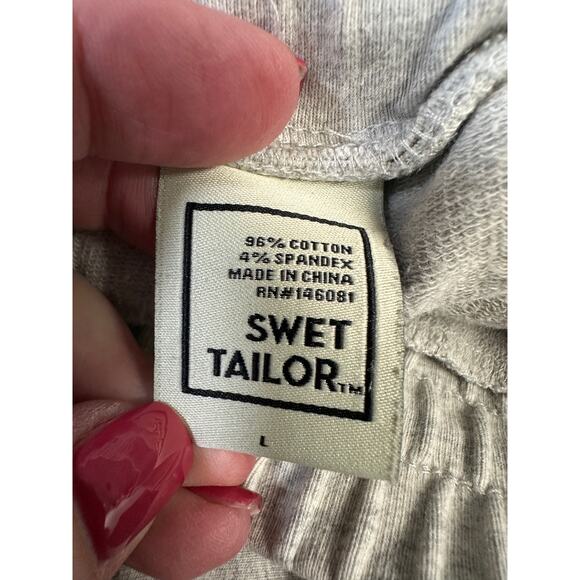 96% COTTON
4% SPANDEX
MADE IN CHINA
RN#146081
SWET
TAILOR™
L